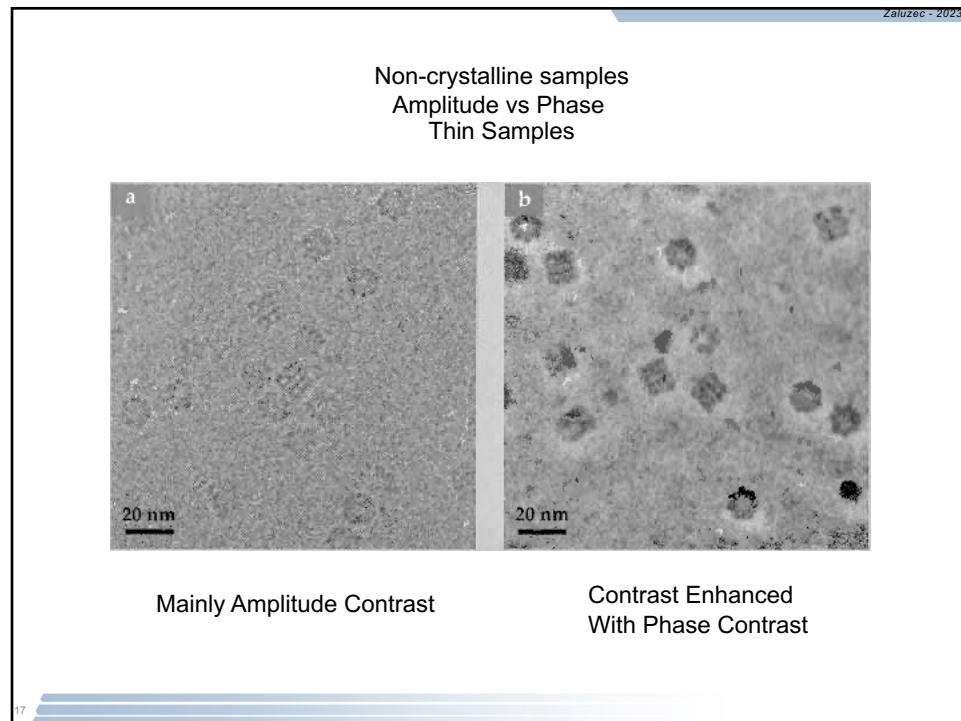 Zaluzec - 2023
Non-crystalline samples
Amplitude vs Phase
Thin Samples
a
b
20 nm
20 nm
Mainly Amplitude Contrast
Contrast Enhanced
With Phase Contrast
17